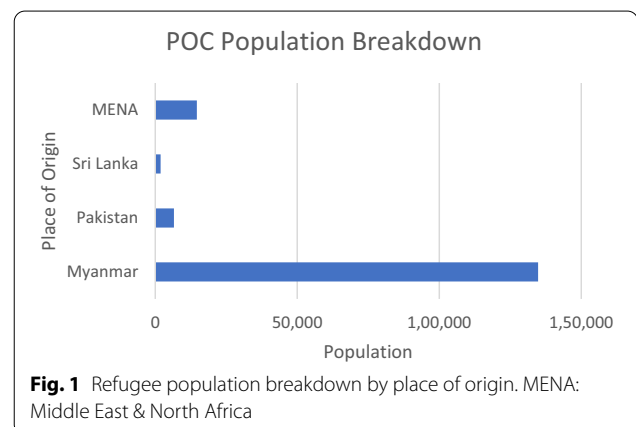 POC Population Breakdown
Place of Origin
MENA
Sri Lanka
Pakistan
Myanmar
0 50,000 1,00,000 1,50,000
Population
Fig. 1 Refugee population breakdown by place of origin. MENA:
Middle East & North Africa